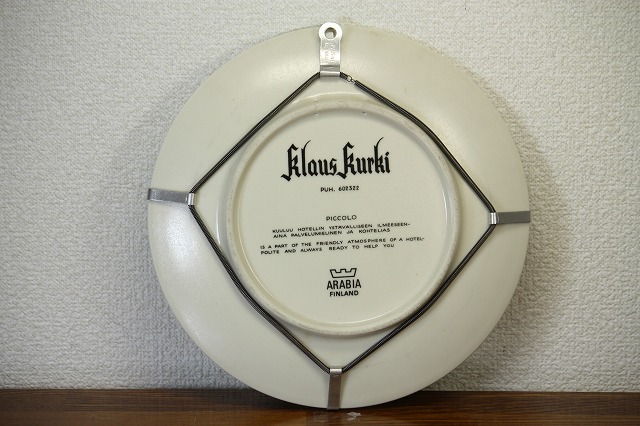 Klaus Kurki
PUH. 602322
PICCOLO
KUULUU HOTELLIN YSTÄVÄLLISEEN ILMEESEEN-
AINA PALVELUMIELINEN JA KOHTELIAS
IS A PART OF THE FRIENDLY ATMOSPHERE OF A HOTEL-
POLITE AND ALWAYS READY TO HELP YOU
ARABIA
FINLAND